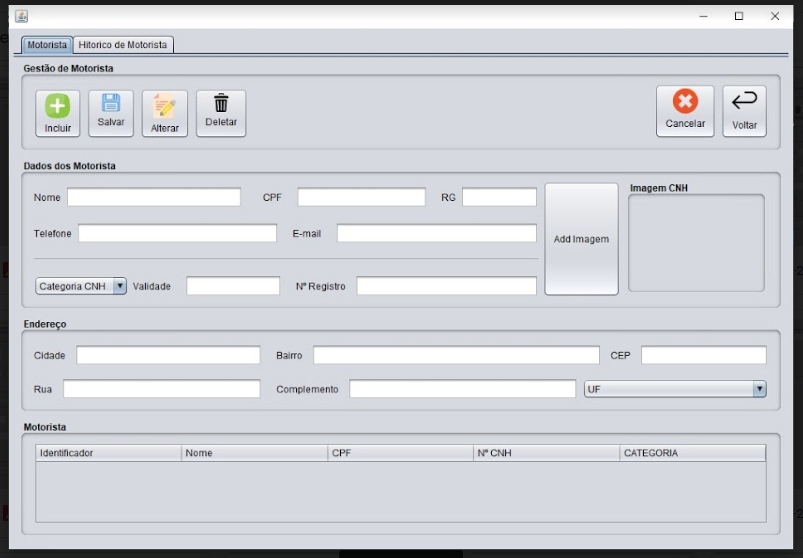 Motorista Hitorico de Motorista
Gestão de Motorista
Incluir Salvar Alterar Deletar Cancelar Voltar
Dados dos Motorista
Nome CPF RG Add Imagem Imagem CNH
Telefone E-mail
Categoria CNH Validade Nº Registro
Endereço
Cidade Bairro CEP
Rua Complemento UF
Motorista
Identificador Nome CPF Nº CNH CATEGORIA